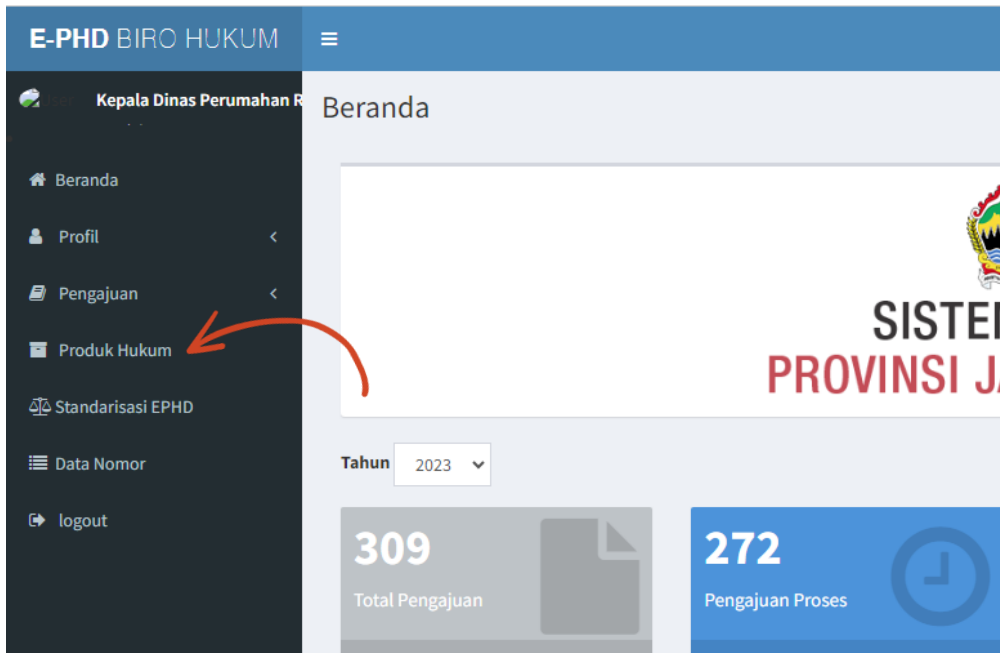 E-PHD BIRO HUKUM
Kepala Dinas Perumahan R
Beranda
Beranda
Profil
Pengajuan
Produk Hukum
Standarisasi EPHD
Data Nomor
logout
SISTE
PROVINSI J
Tahun 2023
309
Total Pengajuan
272
Pengajuan Proses